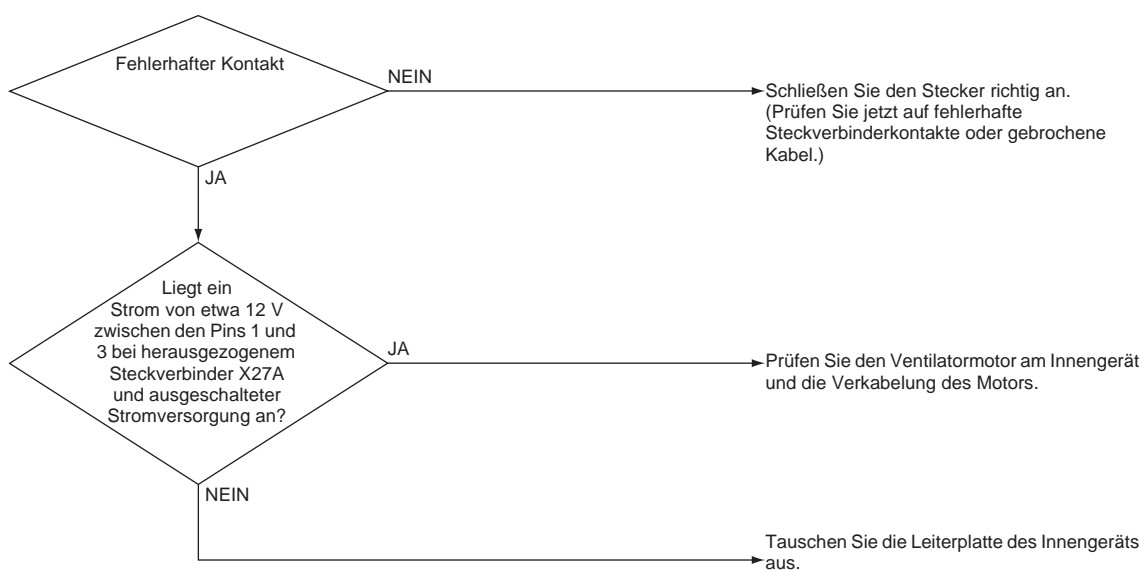 Fehlerhafter Kontakt
NEIN
Schließen Sie den Stecker richtig an.
(Prüfen Sie jetzt auf fehlerhafte
Steckverbinderkontakte oder gebrochene
Kabel.)
JA
Liegt ein
Strom von etwa 12 V
zwischen den Pins 1 und
3 bei herausgezogenem
Steckverbinder X27A
und ausgeschalteter
Stromversorgung an?
JA
Prüfen Sie den Ventilatormotor am Innengerät
und die Verkabelung des Motors.
NEIN
Tauschen Sie die Leiterplatte des Innengeräts
aus.